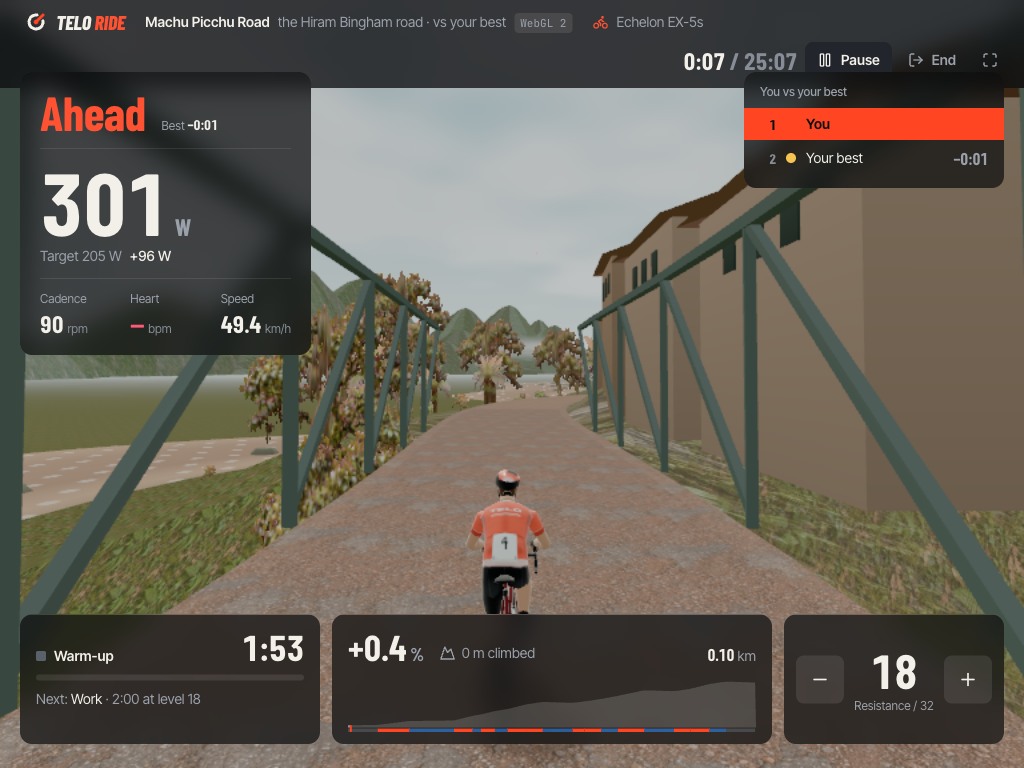 TELO RIDE Machu Picchu Road the Hiram Bingham road · vs your best WebGL 2 Echelon EX-5s
0:07 / 25:07 Pause End
Ahead Best −0:01
301 W
Target 205 W +96 W
Cadence Heart Speed
90 rpm — bpm 49.4 km/h
You vs your best
1 You
2 Your best −0:01
TELO
1
Warm-up 1:53
Next: Work · 2:00 at level 18
+0.4 % 0 m climbed 0.10 km
− 18 +
Resistance / 32